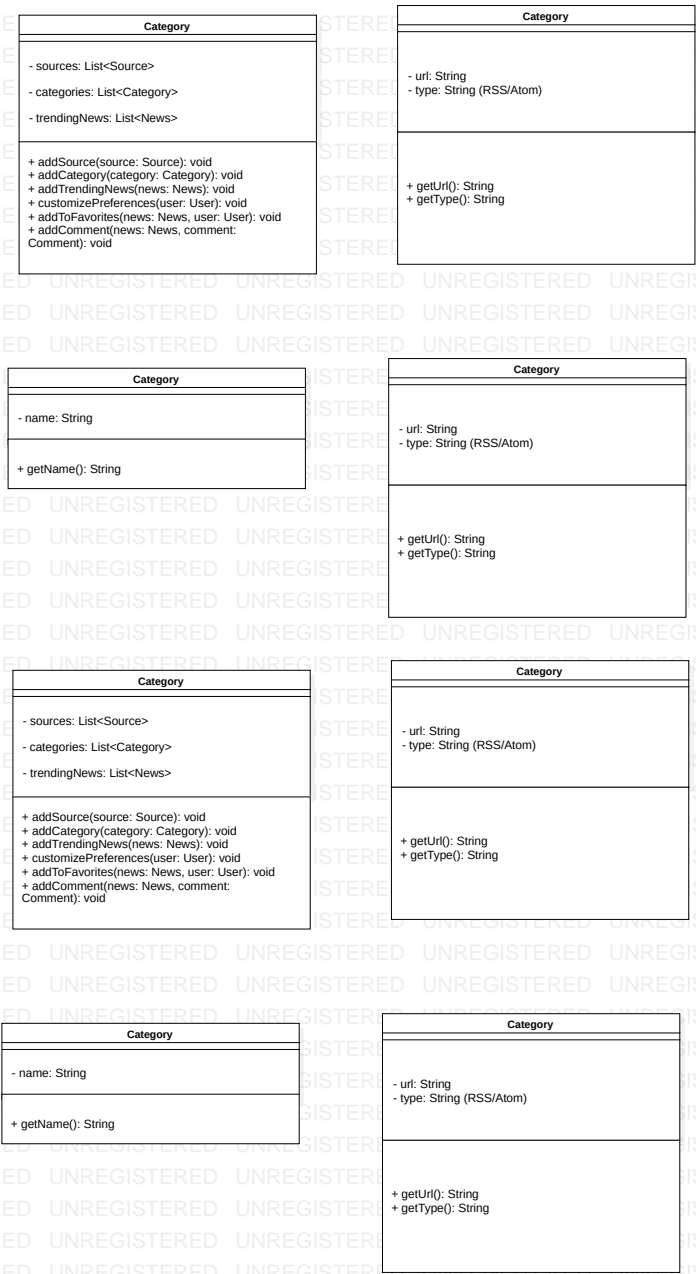 Category
- sources: List<Source>
- categories: List<Category>
- trendingNews: List<News>
+ addSource(source: Source): void
+ addCategory(category: Category): void
+ addTrendingNews(news: News): void
+ customizePreferences(user: User): void
+ addToFavorites(news: News, user: User): void
+ addComment(news: News, comment:
Comment): void
Category
- url: String
- type: String (RSS/Atom)
+ getUrl(): String
+ getType(): String
Category
- name: String
+ getName(): String
Category
- url: String
- type: String (RSS/Atom)
+ getUrl(): String
+ getType(): String
Category
- sources: List<Source>
- categories: List<Category>
- trendingNews: List<News>
+ addSource(source: Source): void
+ addCategory(category: Category): void
+ addTrendingNews(news: News): void
+ customizePreferences(user: User): void
+ addToFavorites(news: News, user: User): void
+ addComment(news: News, comment:
Comment): void
Category
- url: String
- type: String (RSS/Atom)
+ getUrl(): String
+ getType(): String
Category
- name: String
+ getName(): String
Category
- url: String
- type: String (RSS/Atom)
+ getUrl(): String
+ getType(): String
UNREGISTERED UNREGISTERED